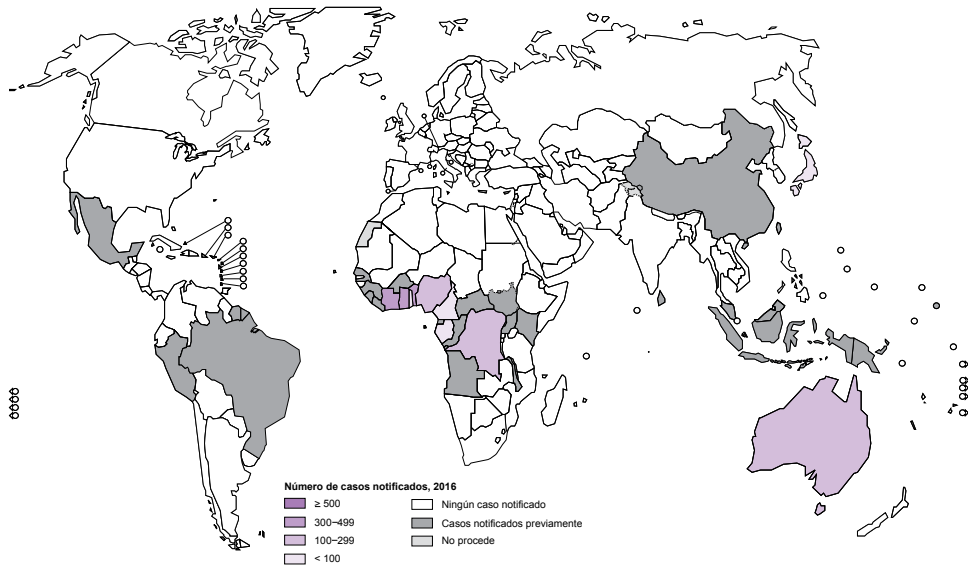 Número de casos notificados, 2016
≥ 500
300–499
100–299
< 100
Ningún caso notificado
Casos notificados previamente
No procede